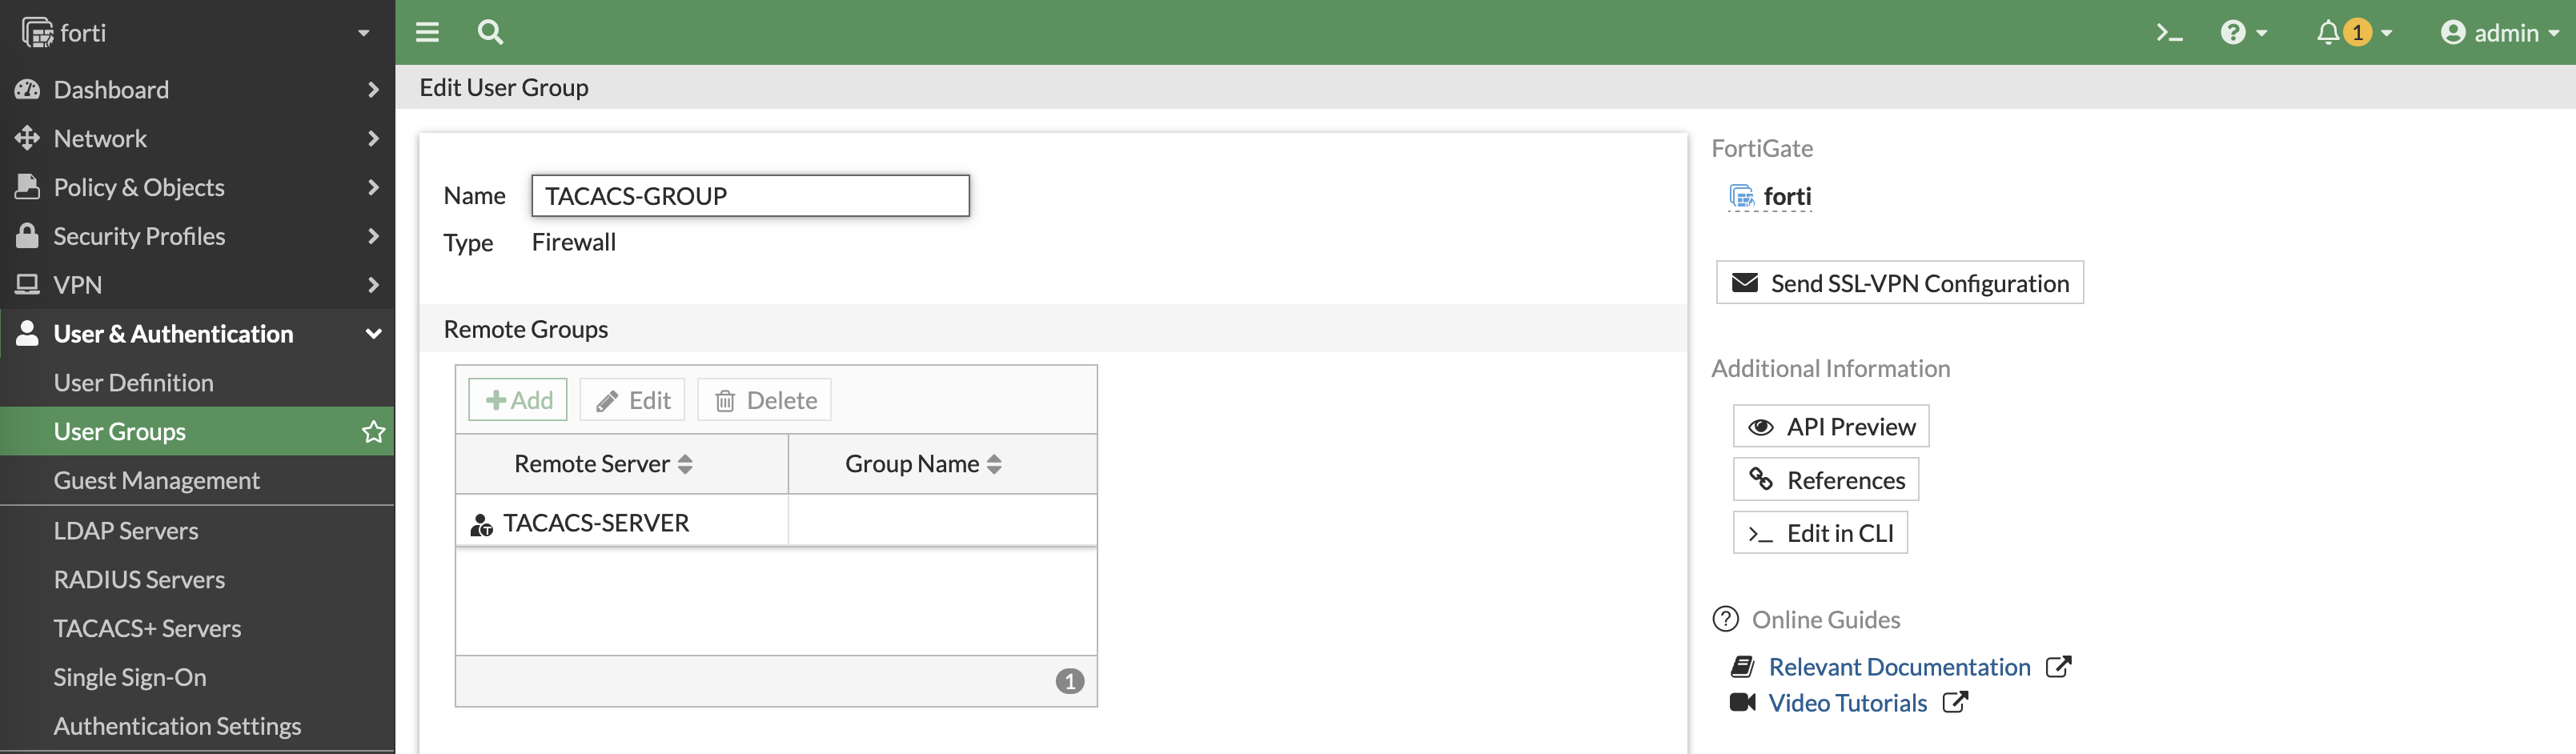 forti
1
admin
Dashboard
Network
Policy & Objects
Security Profiles
VPN
User & Authentication
User Definition
User Groups
Guest Management
LDAP Servers
RADIUS Servers
TACACS+ Servers
Single Sign-On
Authentication Settings
Edit User Group
Name TACACS-GROUP
Type Firewall
Remote Groups
Add Edit Delete
Remote Server Group Name
TACACS-SERVER
1
FortiGate
forti
Send SSL-VPN Configuration
Additional Information
API Preview
References
Edit in CLI
Online Guides
Relevant Documentation
Video Tutorials